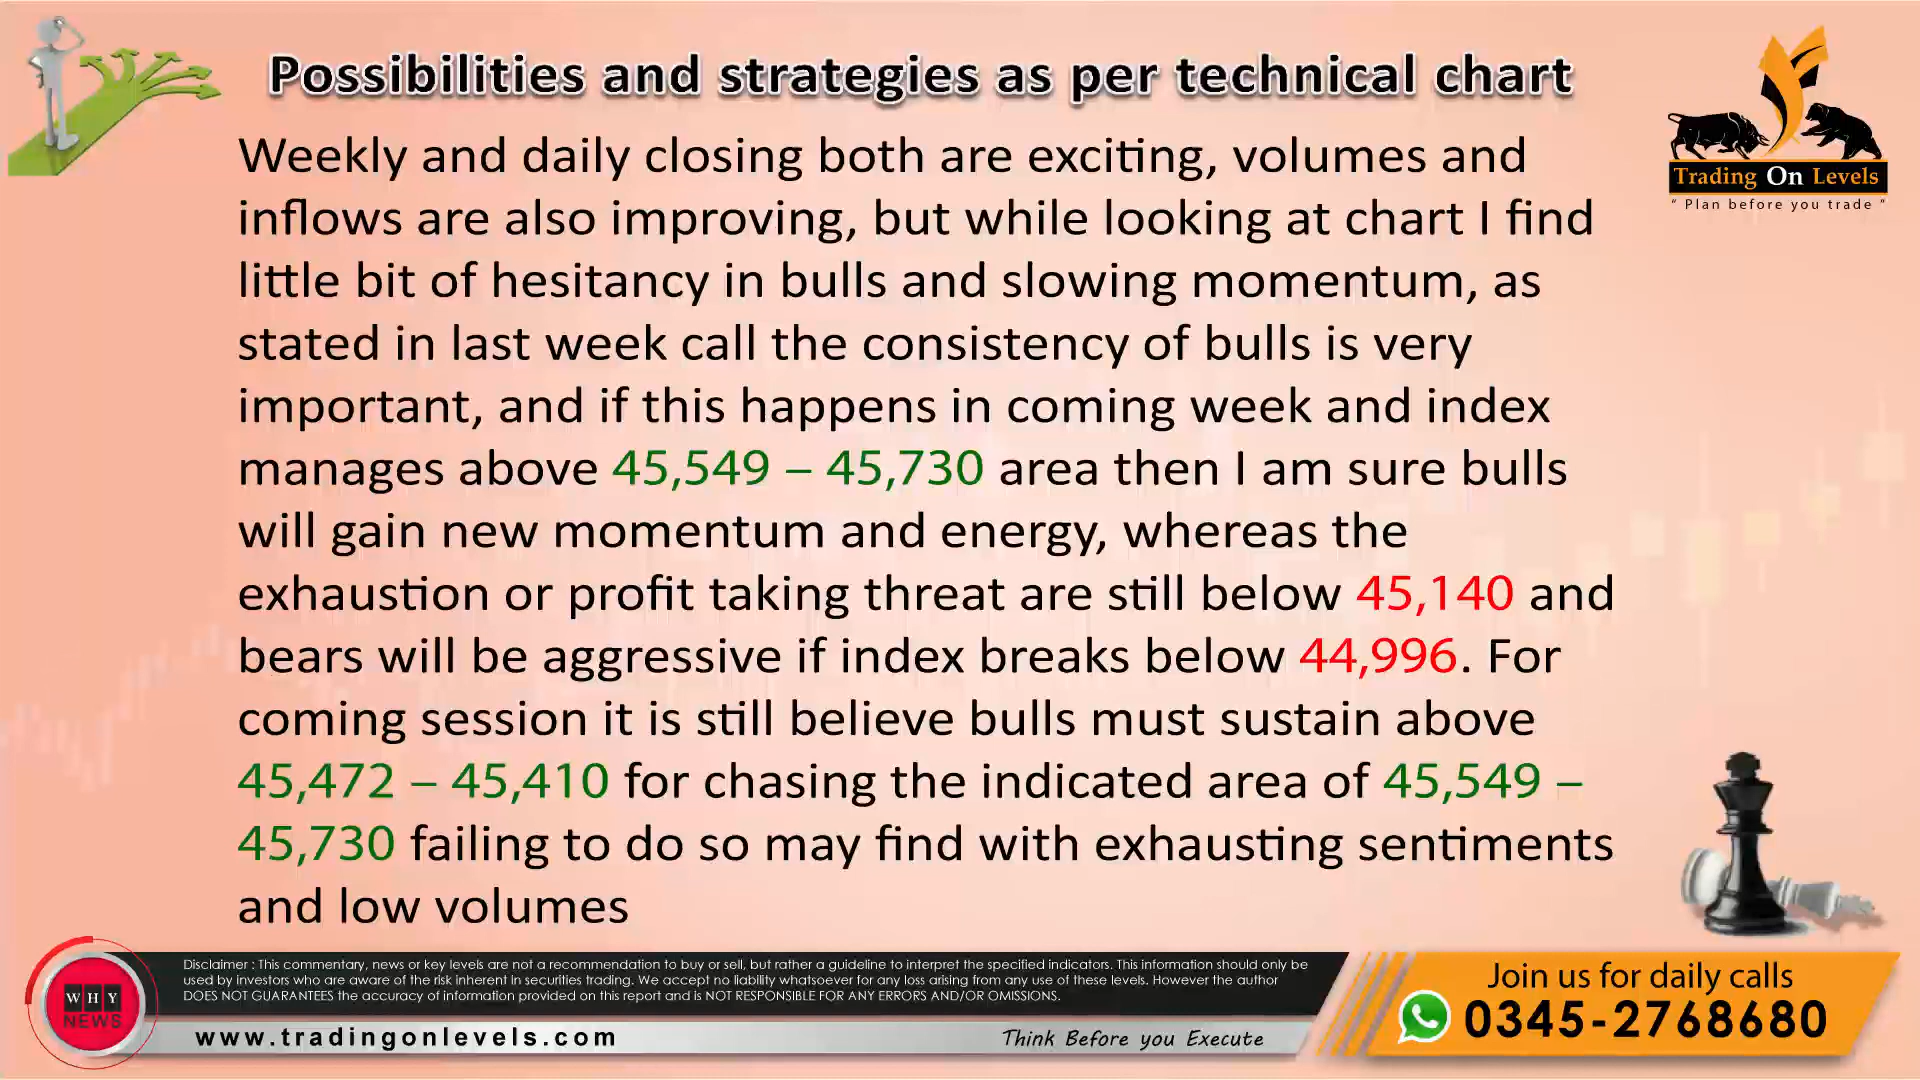 Possibilities and strategies as per technical chart
Trading On Levels
" Plan before you trade "
Weekly and daily closing both are exciting, volumes and
inflows are also improving, but while looking at chart I find
little bit of hesitancy in bulls and slowing momentum, as
stated in last week call the consistency of bulls is very
important, and if this happens in coming week and index
manages above 45,549 – 45,730 area then I am sure bulls
will gain new momentum and energy, whereas the
exhaustion or profit taking threat are still below 45,140 and
bears will be aggressive if index breaks below 44,996. For
coming session it is still believe bulls must sustain above
45,472 – 45,410 for chasing the indicated area of 45,549 –
45,730 failing to do so may find with exhausting sentiments
and low volumes
Disclaimer : This commentary, news or key levels are not a recommendation to buy or sell, but rather a guideline to interpret the specified indicators. This information should only be
used by investors who are aware of the risk inherent in securities trading. We accept no liability whatsoever for any loss arising from any use of these levels. However the author
DOES NOT GUARANTEES the accuracy of information provided on this report and is NOT RESPONSIBLE FOR ANY ERRORS AND/OR OMISSIONS.
WHY
NEWS
www.tradingonlevels.com
Think Before you Execute
Join us for daily calls
0345-2768680